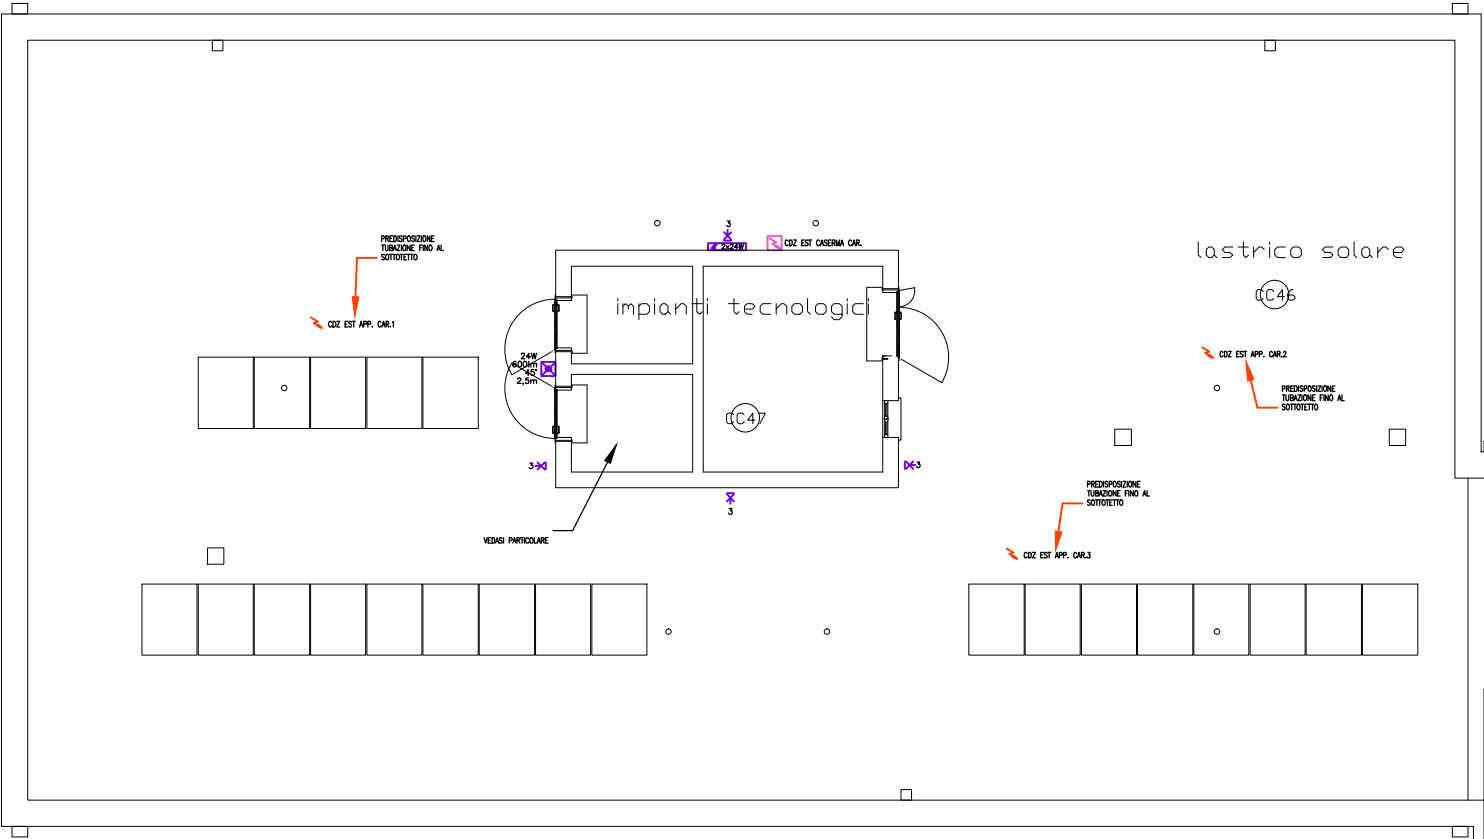 3
2x24W
CDZ EST CASERMA CAR.
PREDISPOSIZIONE
TUBAZIONE FINO AL
SOTTOTETTO
lastrico solare
CC46
impianti tecnologici
CDZ EST APP. CAR.1
24W
600lm
45°
2,5m
CDZ EST APP. CAR.2
PREDISPOSIZIONE
TUBAZIONE FINO AL
SOTTOTETTO
CC47
3
3
3
PREDISPOSIZIONE
TUBAZIONE FINO AL
SOTTOTETTO
VEDASI PARTICOLARE
CDZ EST APP. CAR.3